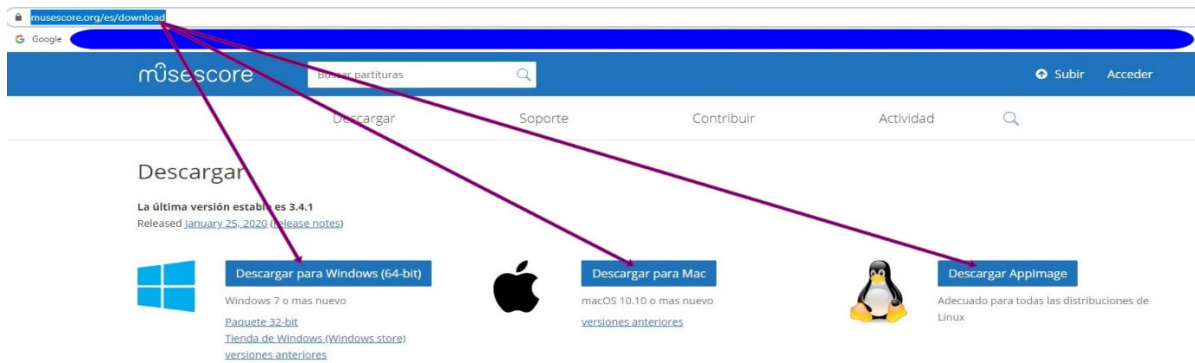 musescore.org/es/download
Google
musescore Buscar partituras Subir Acceder
Descargar Soporte Contribuir Actividad
Descargar
La última versión estable es 3.4.1
Released January 25, 2020 (release notes)
Descargar para Windows (64-bit)
Windows 7 o mas nuevo
Paquete 32-bit
Tienda de Windows (Windows store)
versiones anteriores
Descargar para Mac
macOS 10.10 o mas nuevo
versiones anteriores
Descargar AppImage
Adecuado para todas las distribuciones de
Linux